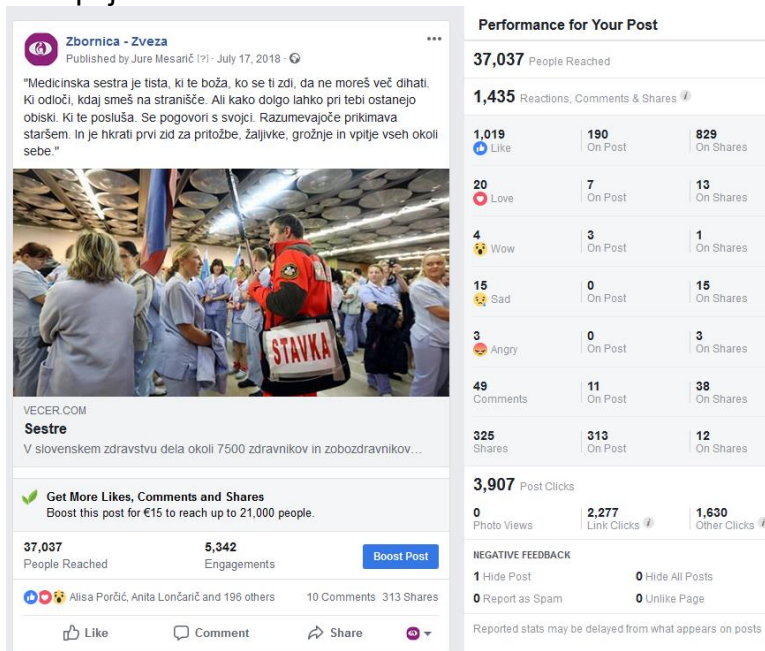 Zbornica - Zveza
Published by Jure Mesarič [?] · July 17, 2018 ·
"Medicinska sestra je tista, ki te boža, ko se ti zdi, da ne moreš več dihati.
Ki odloči, kdaj smeš na stranišče. Ali kako dolgo lahko pri tebi ostanejo
obiski. Ki te posluša. Se pogovori s svojci. Razumevajoče prikimava
staršem. In je hkrati prvi zid za pritožbe, žaljivke, grožnje in vpitje vseh okoli
sebe."
STAVKA
VECER.COM
Sestre
V slovenskem zdravstvu dela okoli 7500 zdravnikov in zobozdravnikov...
Get More Likes, Comments and Shares
Boost this post for €15 to reach up to 21,000 people.
37,037 5,342
People Reached Engagements
Boost Post
Alisa Porčić, Anita Lončarič and 196 others 10 Comments 313 Shares
Like Comment Share
Performance for Your Post
37,037 People Reached
1,435 Reactions, Comments & Shares
1,019 190 829
Like On Post On Shares
20 7 13
Love On Post On Shares
4 3 1
Wow On Post On Shares
15 0 15
Sad On Post On Shares
3 0 3
Angry On Post On Shares
49 11 38
Comments On Post On Shares
325 313 12
Shares On Post On Shares
3,907 Post Clicks
0 2,277 1,630
Photo Views Link Clicks Other Clicks
NEGATIVE FEEDBACK
1 Hide Post 0 Hide All Posts
0 Report as Spam 0 Unlike Page
Reported stats may be delayed from what appears on posts